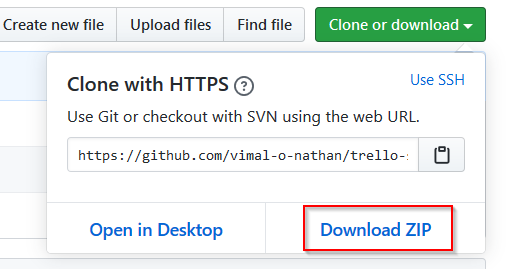 Create new file Upload files Find file Clone or download
Clone with HTTPS ? Use SSH
Use Git or checkout with SVN using the web URL.
https://github.com/vimal-o-nathan/trello-
Open in Desktop Download ZIP